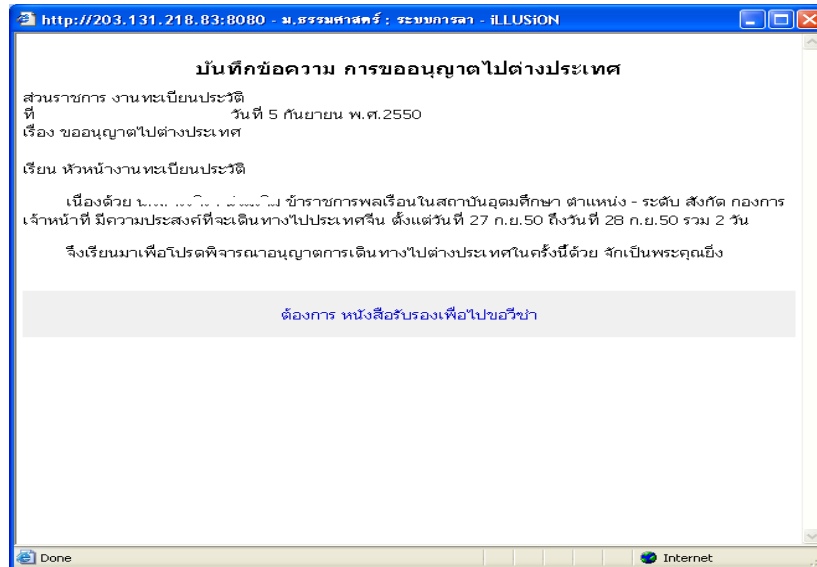 http://203.131.218.83:8080 - ม.ธรรมศาสตร์ : ระบบการลา - iLLUSiON
บันทึกข้อความ การขออนุญาตไปต่างประเทศ
ส่วนราชการ งานทะเบียนประวัติ
ที่ วันที่ 5 กันยายน พ.ศ.2550
เรื่อง ขออนุญาตไปต่างประเทศ
เรียน หัวหน้างานทะเบียนประวัติ
เนื่องด้วย ข้าราชการพลเรือนในสถาบันอุดมศึกษา ตำแหน่ง - ระดับ สังกัด กองการ
เจ้าหน้าที่ มีความประสงค์ที่จะเดินทางไปประเทศจีน ตั้งแต่วันที่ 27 ก.ย.50 ถึงวันที่ 28 ก.ย.50 รวม 2 วัน
จึงเรียนมาเพื่อโปรดพิจารณาอนุญาตการเดินทางไปต่างประเทศในครั้งนี้ด้วย จักเป็นพระคุณยิ่ง
ต้องการ หนังสือรับรองเพื่อไปขอวีซ่า
Done Internet